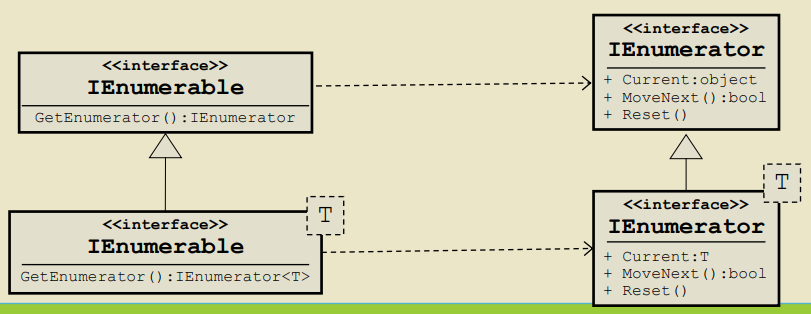 <<interface>>
IEnumerable
GetEnumerator():IEnumerator
<<interface>>
IEnumerator
+ Current:object
+ MoveNext():bool
+ Reset()
T
<<interface>>
IEnumerable
GetEnumerator():IEnumerator<T>
T
<<interface>>
IEnumerator
+ Current:T
+ MoveNext():bool
+ Reset()